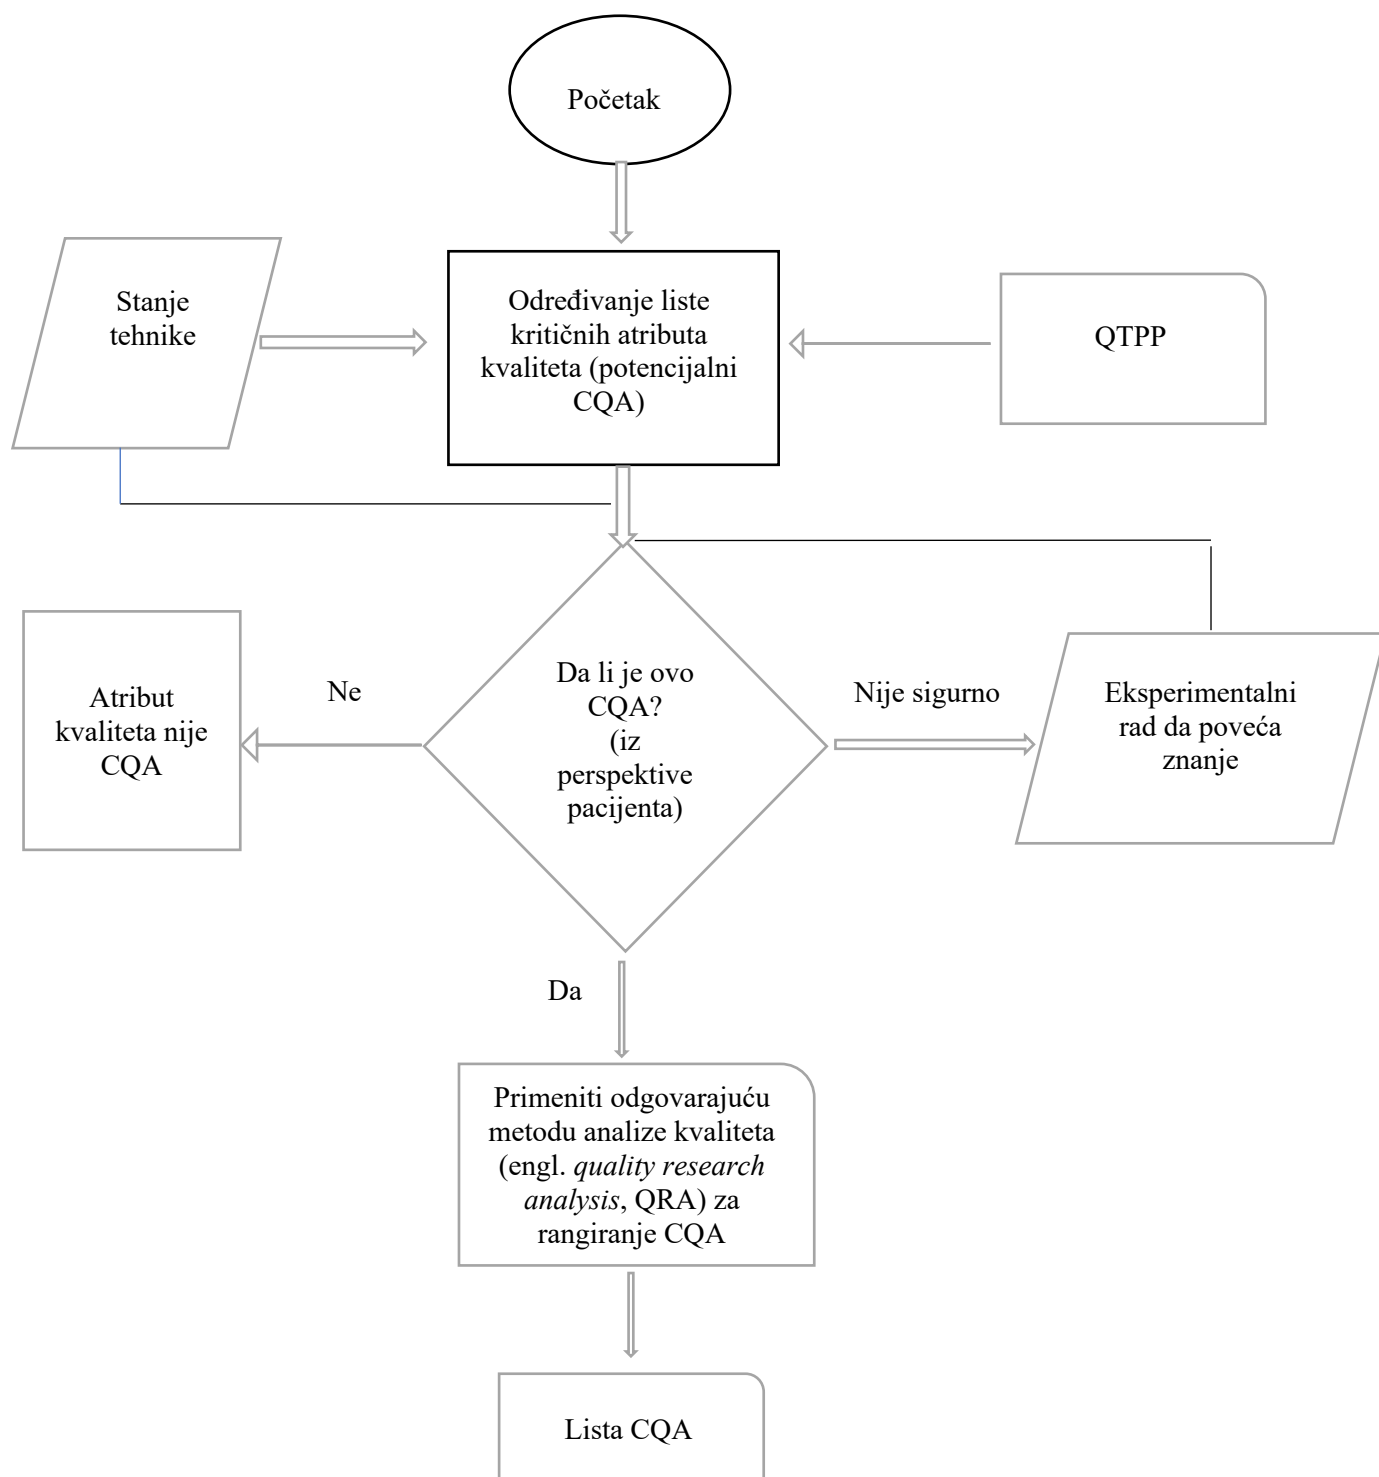 Početak
Stanje
tehnike
Određivanje liste
kritičnih atributa
kvaliteta (potencijalni
CQA)
QTPP
Atribut
kvaliteta nije
CQA
Ne
Da li je ovo
CQA?
(iz
perspektive
pacijenta)
Nije sigurno
Eksperimentalni
rad da poveća
znanje
Da
Primeniti odgovarajuću
metodu analize kvaliteta
(engl. quality research
analysis, QRA) za
rangiranje CQA
Lista CQA